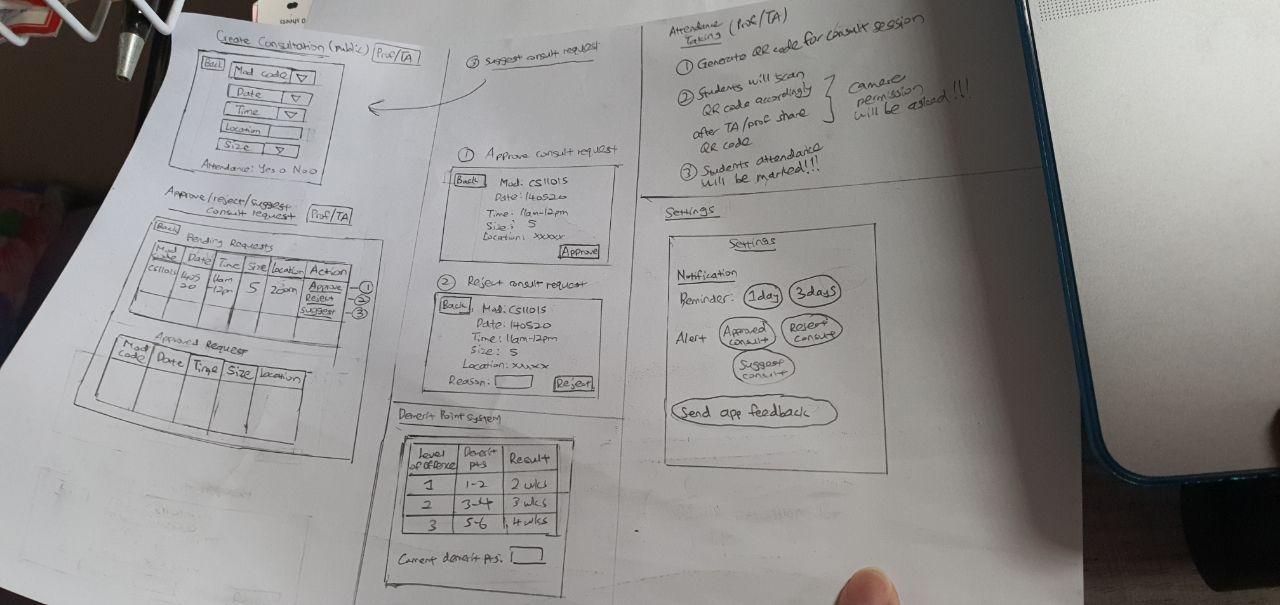 Create Consultation (public) Prof/TA
Back
Mod code
Date
Time
Location
Size
Attendance: Yes o No o
Approve/reject/suggest
consult request
Prof/TA
Back
Pending Requests
Mod code Date Time Size Location Action
CS1101S 140520 11am-12pm 5 zoom Approve ①
Reject ②
Suggest ③
Approved Request
Mod code Date Time Size Location
③ Suggest consult request
① Approve consult request
Back
Mod: CS1101S
Date: 140520
Time: 11am-12pm
Size: 5
Location: xxxxx
Approve
② Reject consult request
Back
Mod: CS1101S
Date: 140520
Time: 11am-12pm
Size: 5
Location: xxxxx
Reason:
Reject
Demerit Point System
Level of offence Demerit pts Result
1 1-2 2 wks
2 3-4 3 wks
3 5-6 4 wks
Current demerit pts:
Attendance
Taking (Prof/TA)
① Generate QR code for consult session
② Students will scan
QR code accordingly
after TA/prof share
QR code
camera
permission
will be asked!!!
③ Students attendance
will be marked!!!
Settings
Settings
Notification
Reminder: 1day 3days
Alert Approved consult Reject consult
Suggest consult
Send app feedback